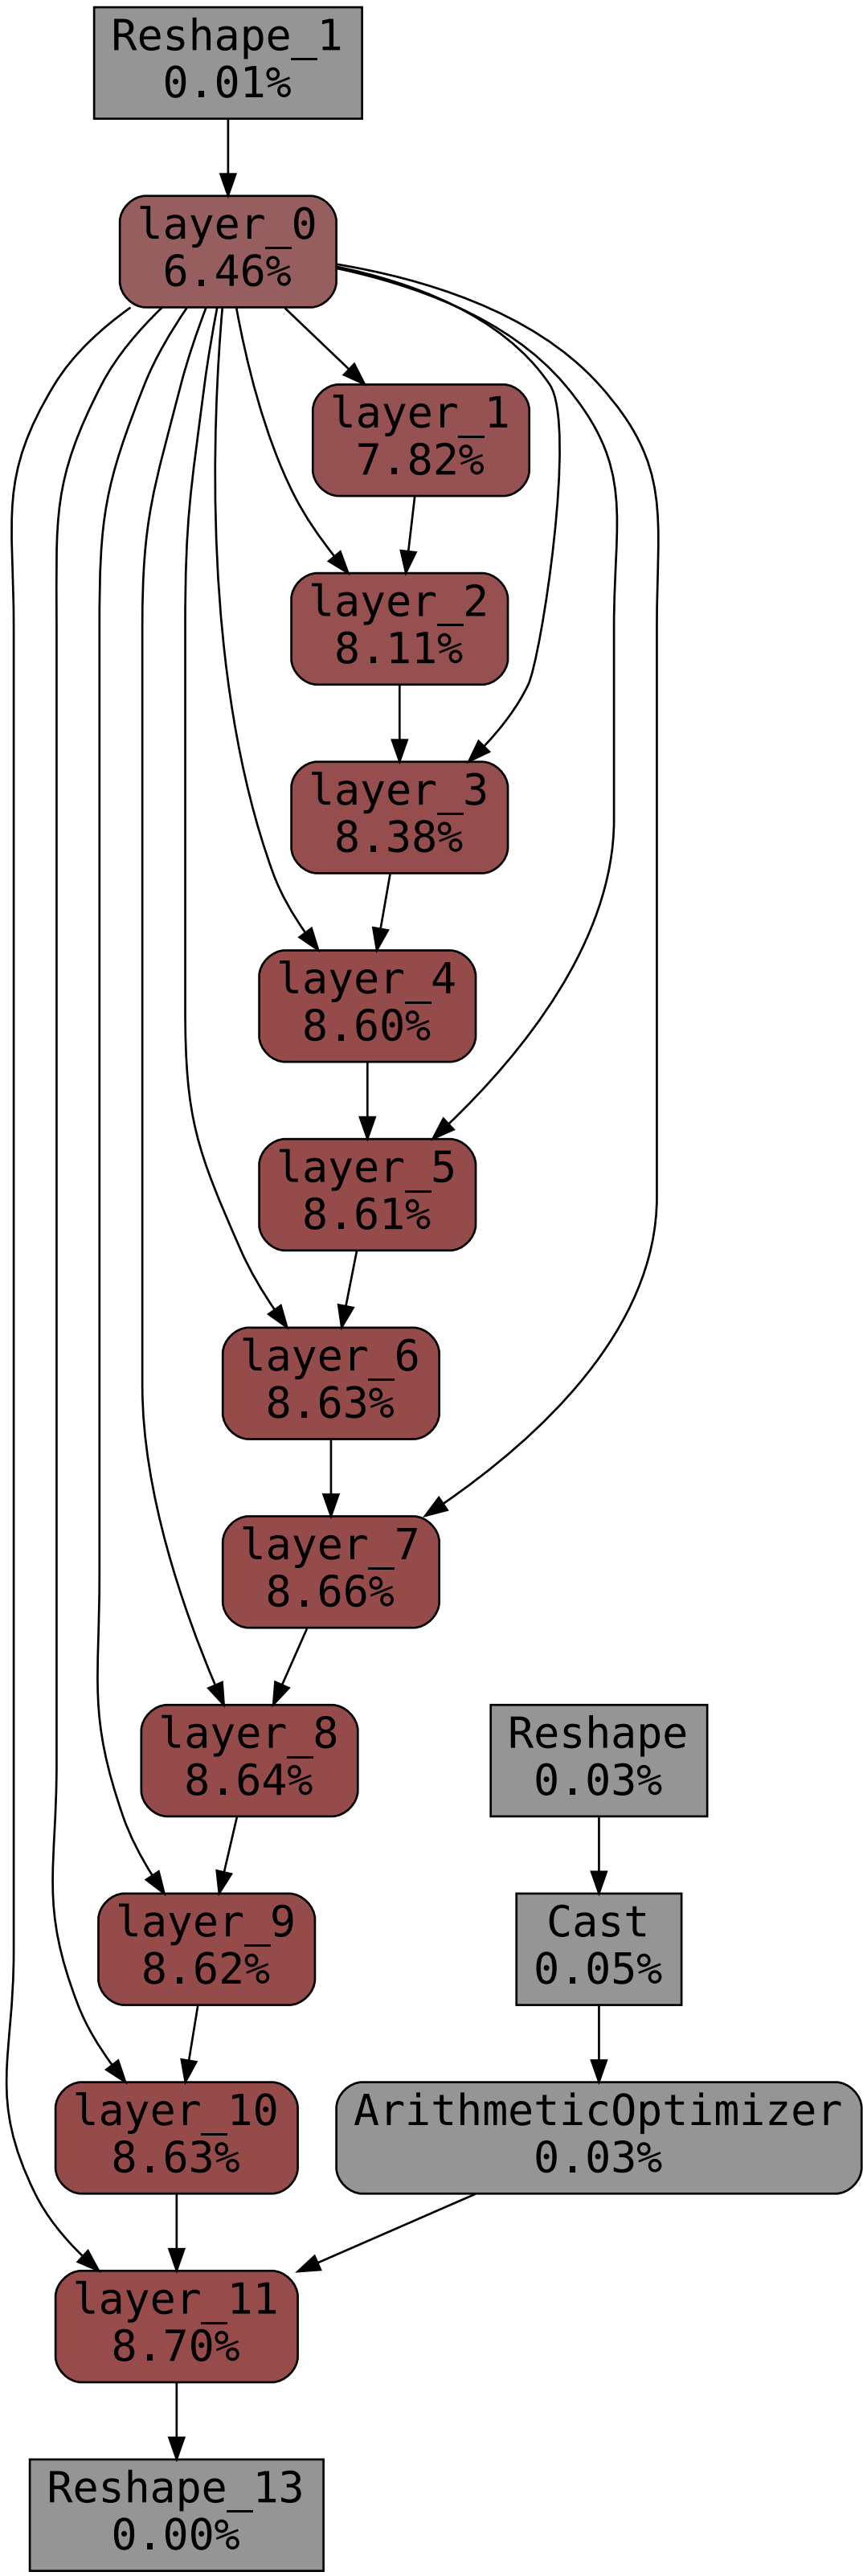 Reshape_1
0.01%
layer_0
6.46%
layer_1
7.82%
layer_2
8.11%
layer_3
8.38%
layer_4
8.60%
layer_5
8.61%
layer_6
8.63%
layer_7
8.66%
layer_8
8.64%
Reshape
0.03%
layer_9
8.62%
Cast
0.05%
layer_10
8.63%
ArithmeticOptimizer
0.03%
layer_11
8.70%
Reshape_13
0.00%